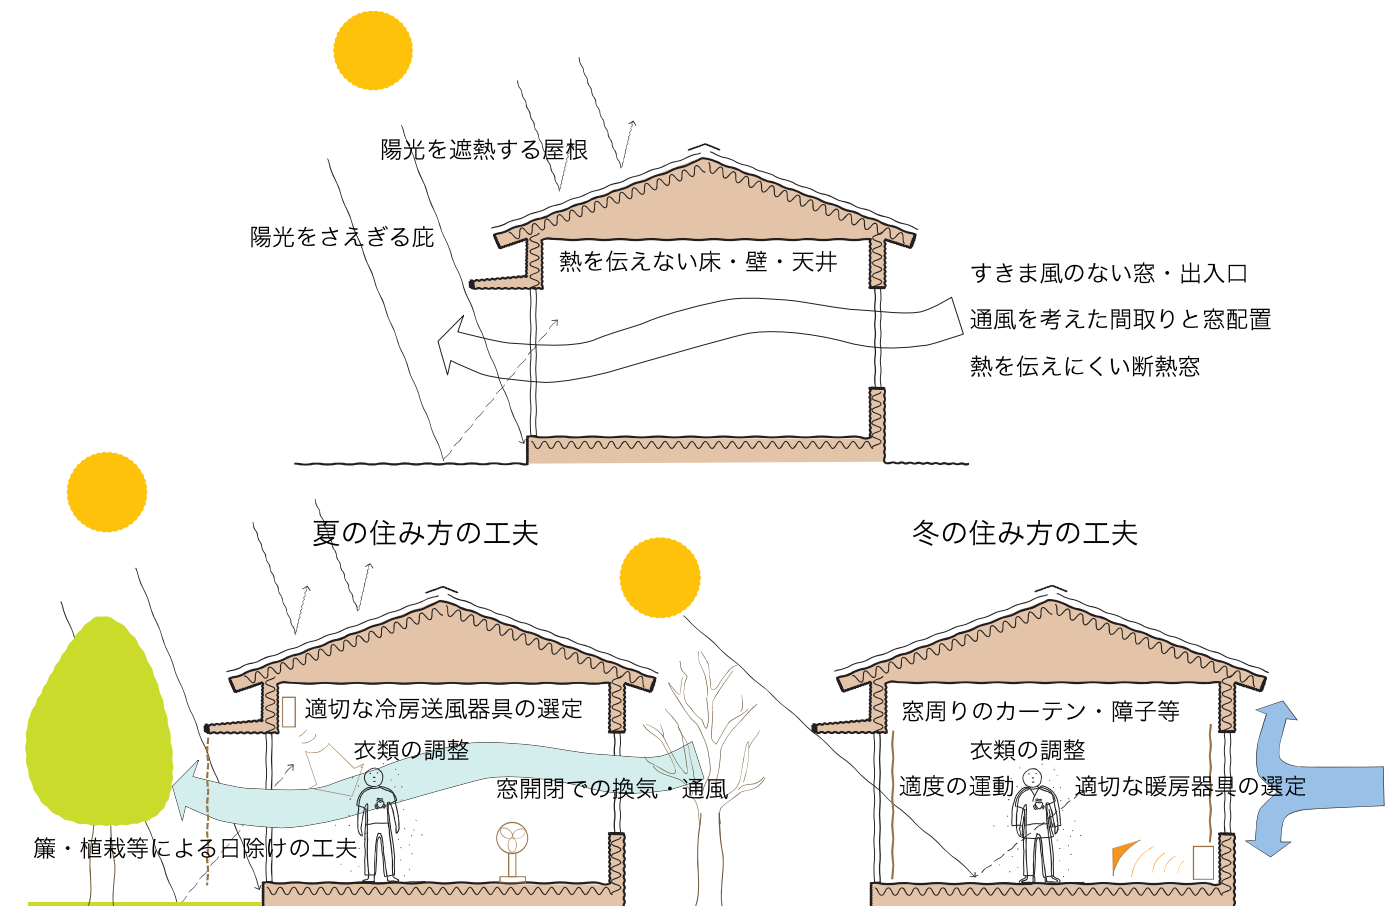 陽光を遮熱する屋根
陽光をさえぎる庇
熱を伝えない床・壁・天井
すきま風のない窓・出入口
通風を考えた間取りと窓配置
熱を伝えにくい断熱窓
夏の住み方の工夫
適切な冷房送風器具の選定
衣類の調整
窓開閉での換気・通風
簾・植栽等による日除けの工夫
冬の住み方の工夫
窓周りのカーテン・障子等
衣類の調整
適度の運動
適切な暖房器具の選定